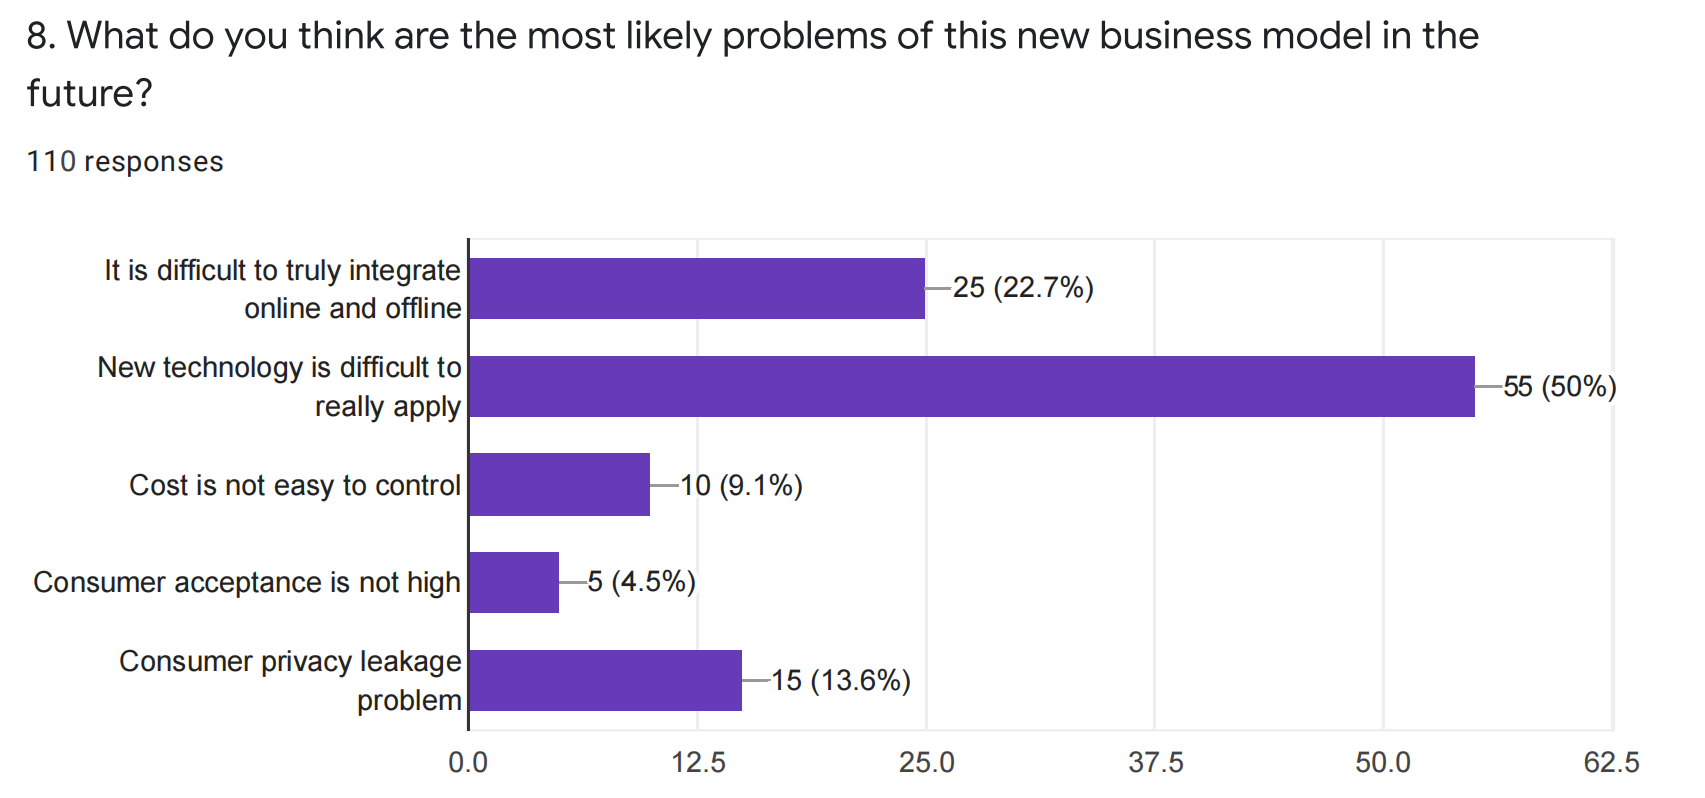 8. What do you think are the most likely problems of this new business model in the
future?
110 responses
It is difficult to truly integrate
online and offline
25 (22.7%)
New technology is difficult to
really apply
55 (50%)
Cost is not easy to control
10 (9.1%)
Consumer acceptance is not high
5 (4.5%)
Consumer privacy leakage
problem
15 (13.6%)
0.0 12.5 25.0 37.5 50.0 62.5